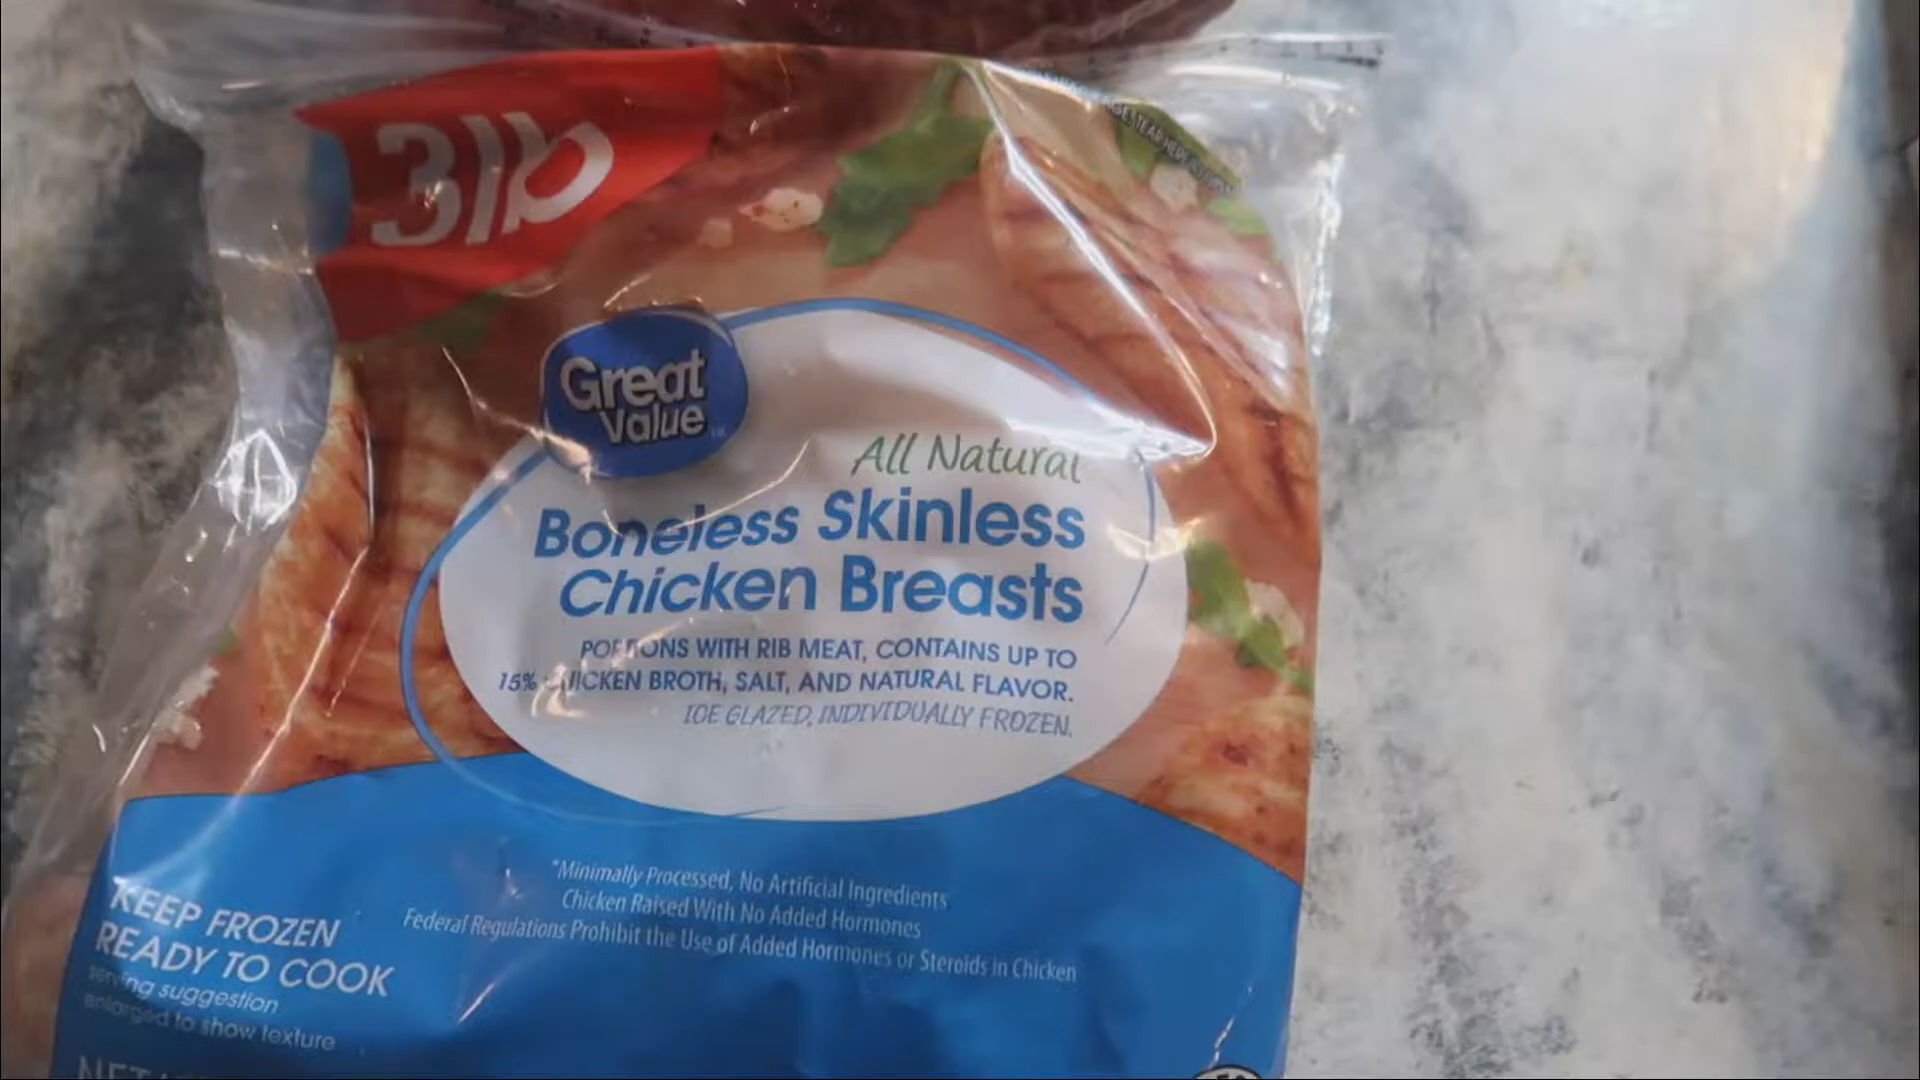 3lb
TEAR HERE
Great
Value
All Natural
Boneless Skinless
Chicken Breasts
PORTIONS WITH RIB MEAT, CONTAINS UP TO
15% CHICKEN BROTH, SALT, AND NATURAL FLAVOR.
ICE GLAZED, INDIVIDUALLY FROZEN.
*Minimally Processed, No Artificial Ingredients
Chicken Raised With No Added Hormones
Federal Regulations Prohibit the Use of Added Hormones or Steroids in Chicken
KEEP FROZEN
READY TO COOK
serving suggestion
enlarged to show texture
NET